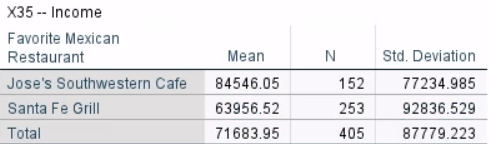 X35 -- Income
Favorite Mexican
Restaurant Mean N Std. Deviation
Jose's Southwestern Cafe 84546.05 152 77234.985
Santa Fe Grill 63956.52 253 92836.529
Total 71683.95 405 87779.223